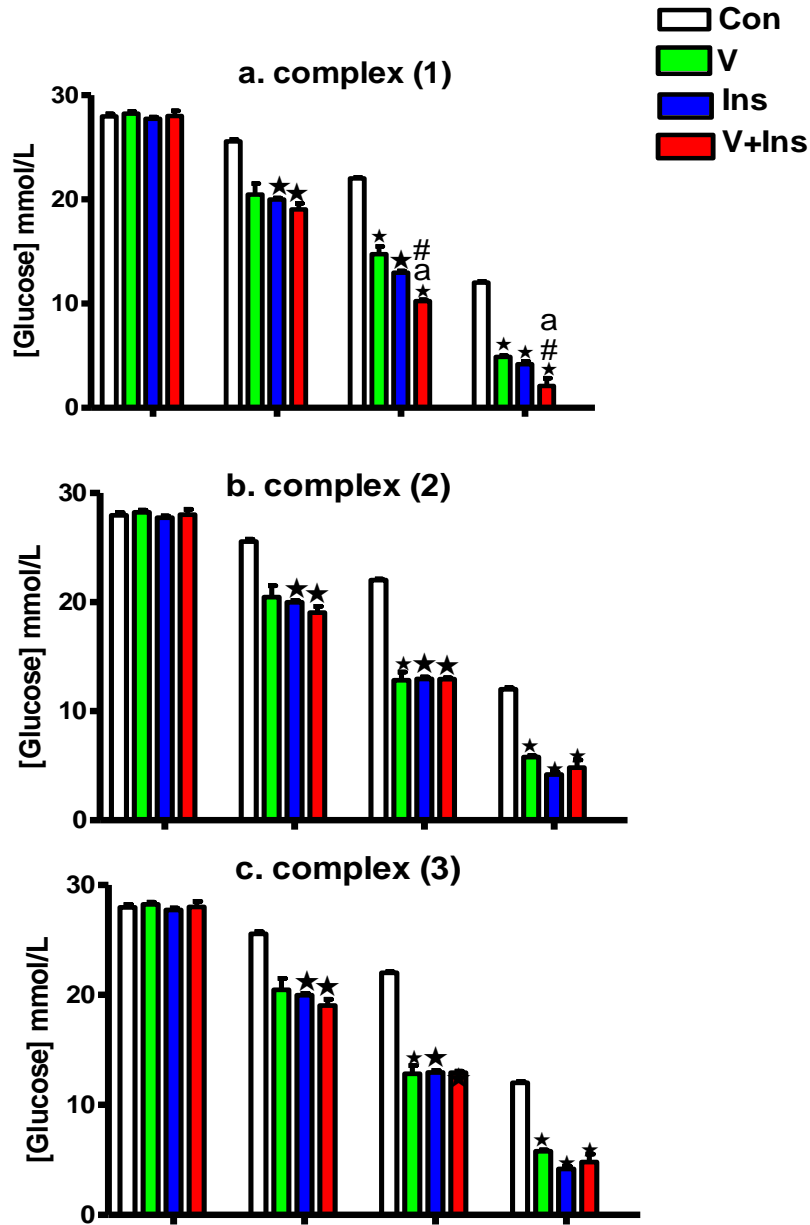 Con
V
Ins
V+Ins
a. complex (1)
[Glucose] mmol/L
30
20
10
0
★ ★
★ ★ # a ★
★ ★ a # ★
b. complex (2)
[Glucose] mmol/L
30
20
10
0
★ ★
★ ★ ★
★ ★ ★
c. complex (3)
[Glucose] mmol/L
30
20
10
0
★ ★
★ ★ ★
★ ★ ★